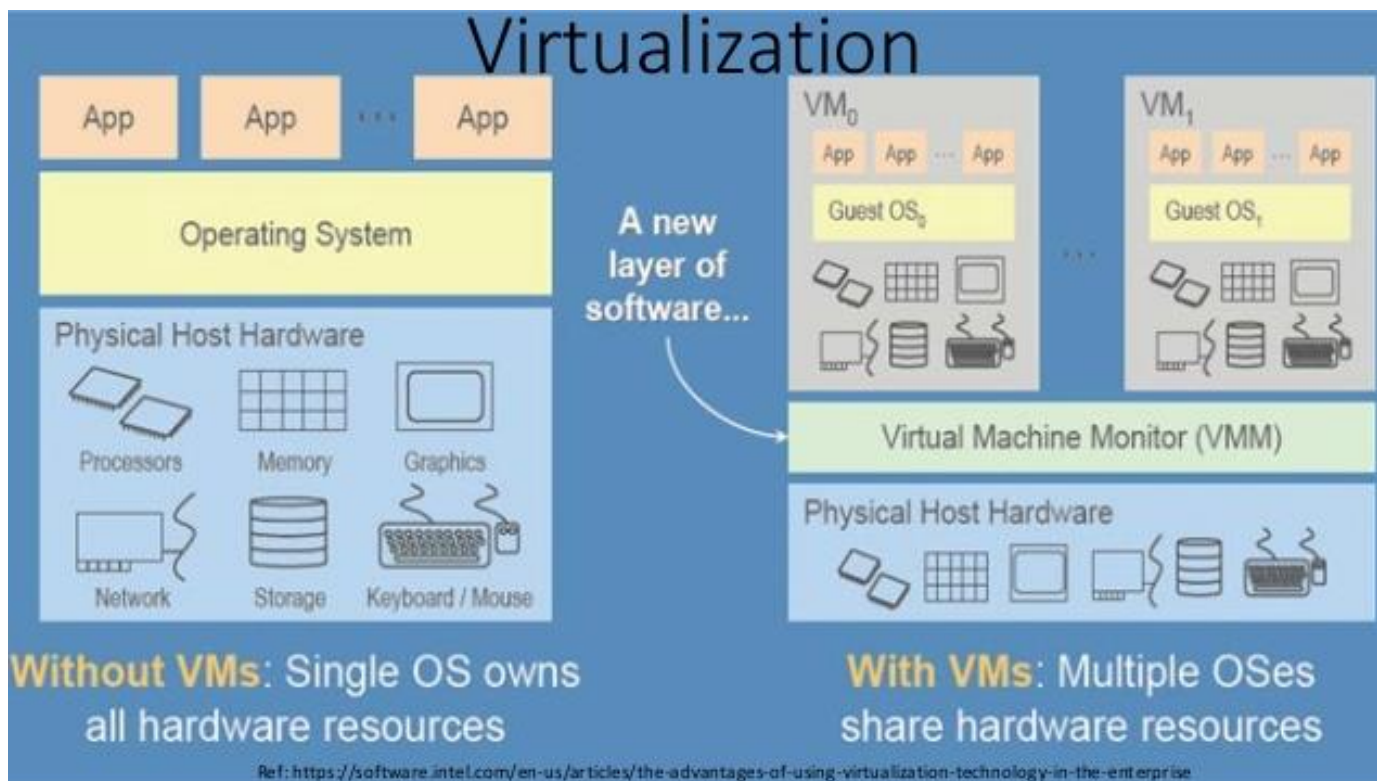 Virtualization
App App ... App
Operating System
Physical Host Hardware
Processors Memory Graphics
Network Storage Keyboard / Mouse
Without VMs: Single OS owns
all hardware resources
A new
layer of
software...
VM₀
App App ... App
Guest OS₀
...
VM₁
App App ... App
Guest OS₁
Virtual Machine Monitor (VMM)
Physical Host Hardware
With VMs: Multiple OSes
share hardware resources
Ref: https://software.intel.com/en-us/articles/the-advantages-of-using-virtualization-technology-in-the-enterprise